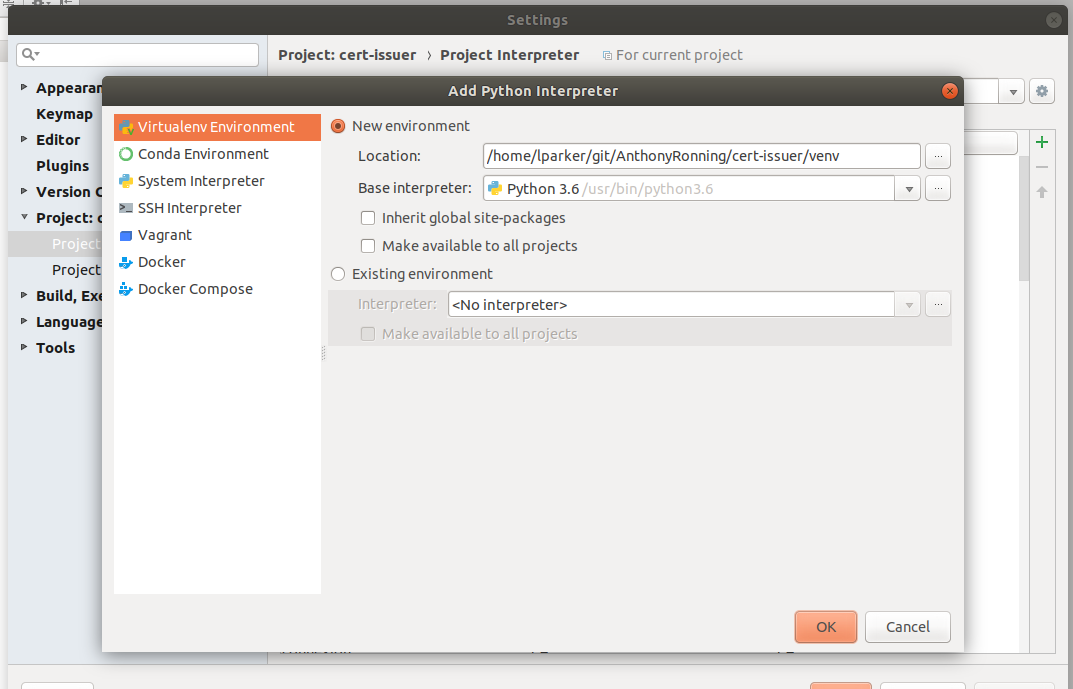 Settings
Project: cert-issuer › Project Interpreter For current project
Appearan
Keymap
Editor
Plugins
Version C
Project: c
Project
Project
Build, Exe
Language
Tools
Add Python Interpreter
Virtualenv Environment
Conda Environment
System Interpreter
SSH Interpreter
Vagrant
Docker
Docker Compose
New environment
Location: /home/lparker/git/AnthonyRonning/cert-issuer/venv ...
Base interpreter: Python 3.6 /usr/bin/python3.6 ...
Inherit global site-packages
Make available to all projects
Existing environment
Interpreter: <No interpreter> ...
Make available to all projects
OK Cancel